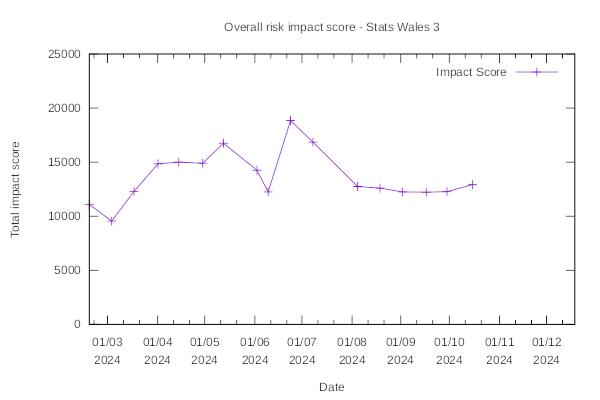 Overall risk impact score - Stats Wales 3
Impact Score
Total impact score
25000
20000
15000
10000
5000
0
01/03 01/04 01/05 01/06 01/07 01/08 01/09 01/10 01/11 01/12
2024 2024 2024 2024 2024 2024 2024 2024 2024 2024
Date